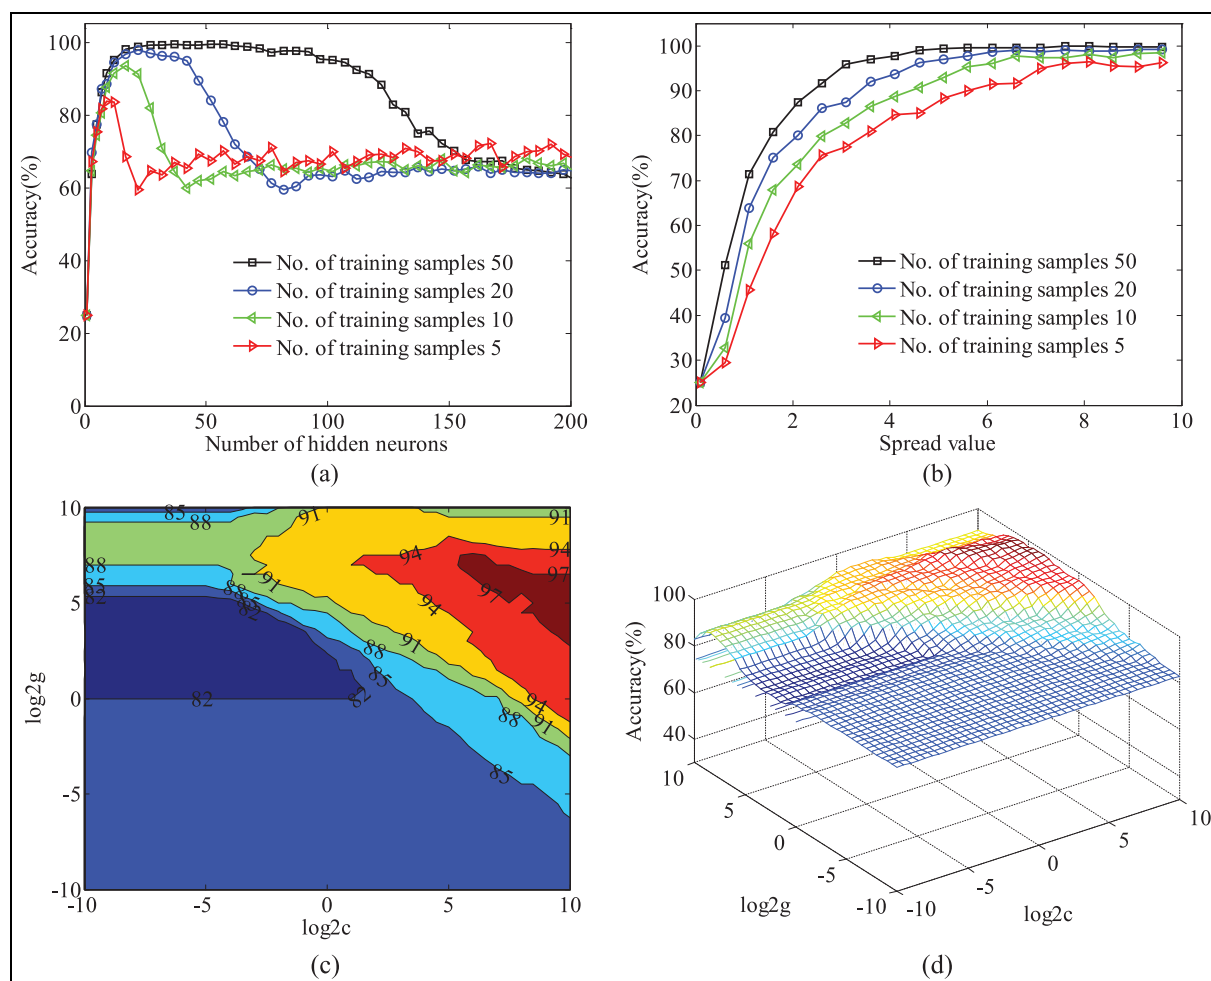 100
80
60
40
20
0
Accuracy(%)
No. of training samples 50
No. of training samples 20
No. of training samples 10
No. of training samples 5
0 50 100 150 200
Number of hidden neurons
(a)
100
90
80
70
60
50
40
30
20
Accuracy(%)
No. of training samples 50
No. of training samples 20
No. of training samples 10
No. of training samples 5
0 2 4 6 8 10
Spread value
(b)
10
5
0
-5
-10
log2g
85 91 91
88
94 94
88 97
85 88 91 97
82 85
82 94
88 91
85
82 82 94
88 91
85
-10 -5 0 5 10
log2c
(c)
100
80
60
40
Accuracy(%)
10
5
0
-5
-10
log2g
-10
-5
0
5
10
log2c
(d)